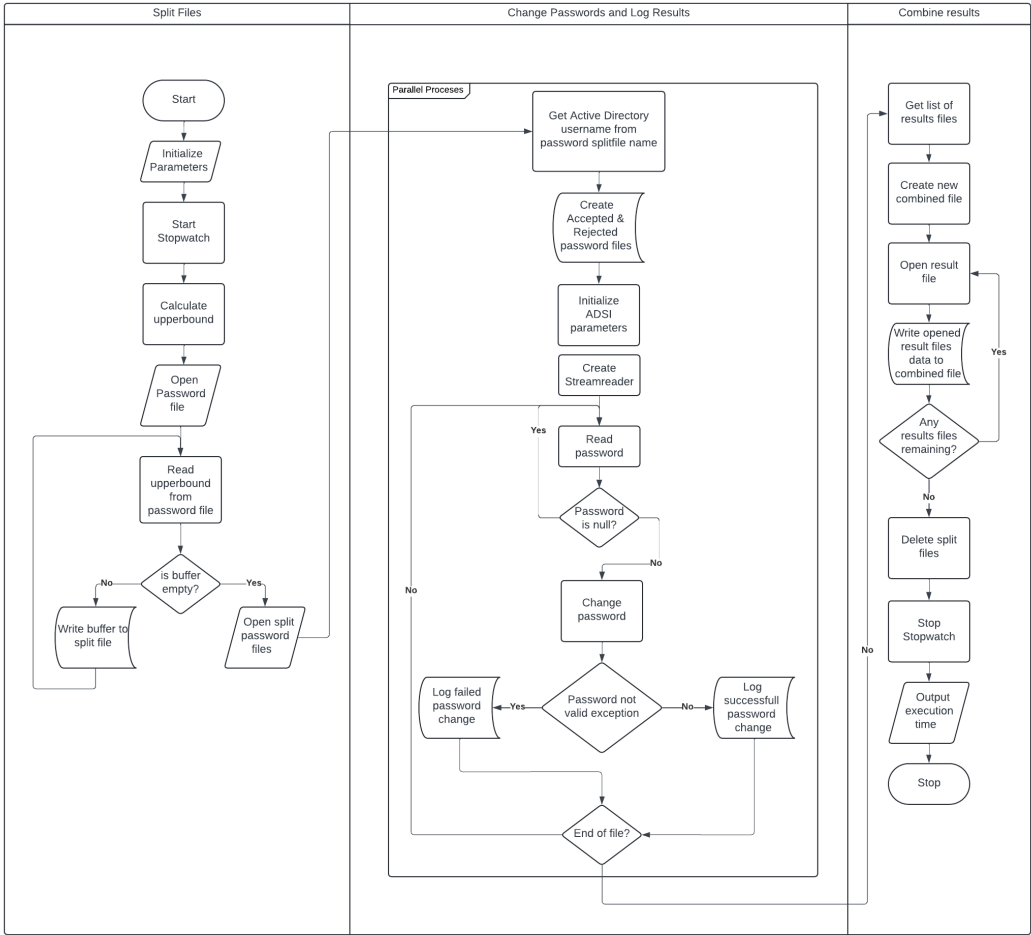 Split Files
Change Passwords and Log Results
Combine results
Start
Initialize
Parameters
Start
Stopwatch
Calculate
upperbound
Open
Password
file
Read
upperbound
from
password file
is buffer
empty?
No
Yes
Write buffer to
split file
Open split
password
files
Parallel Proceses
Get Active Directory
username from
password splitfile name
Create
Accepted &
Rejected
password files
Initialize
ADSI
parameters
Create
Streamreader
Yes
Read
password
Password
is null?
No
No
Change
password
Password not
valid exception
Yes
No
Log failed
password
change
Log
successfull
password
change
End of file?
No
Get list of
results files
Create new
combined file
Open result
file
Write opened
result files
data to
combined file
Yes
Any
results files
remaining?
No
Delete split
files
Stop
Stopwatch
Output
execution
time
Stop